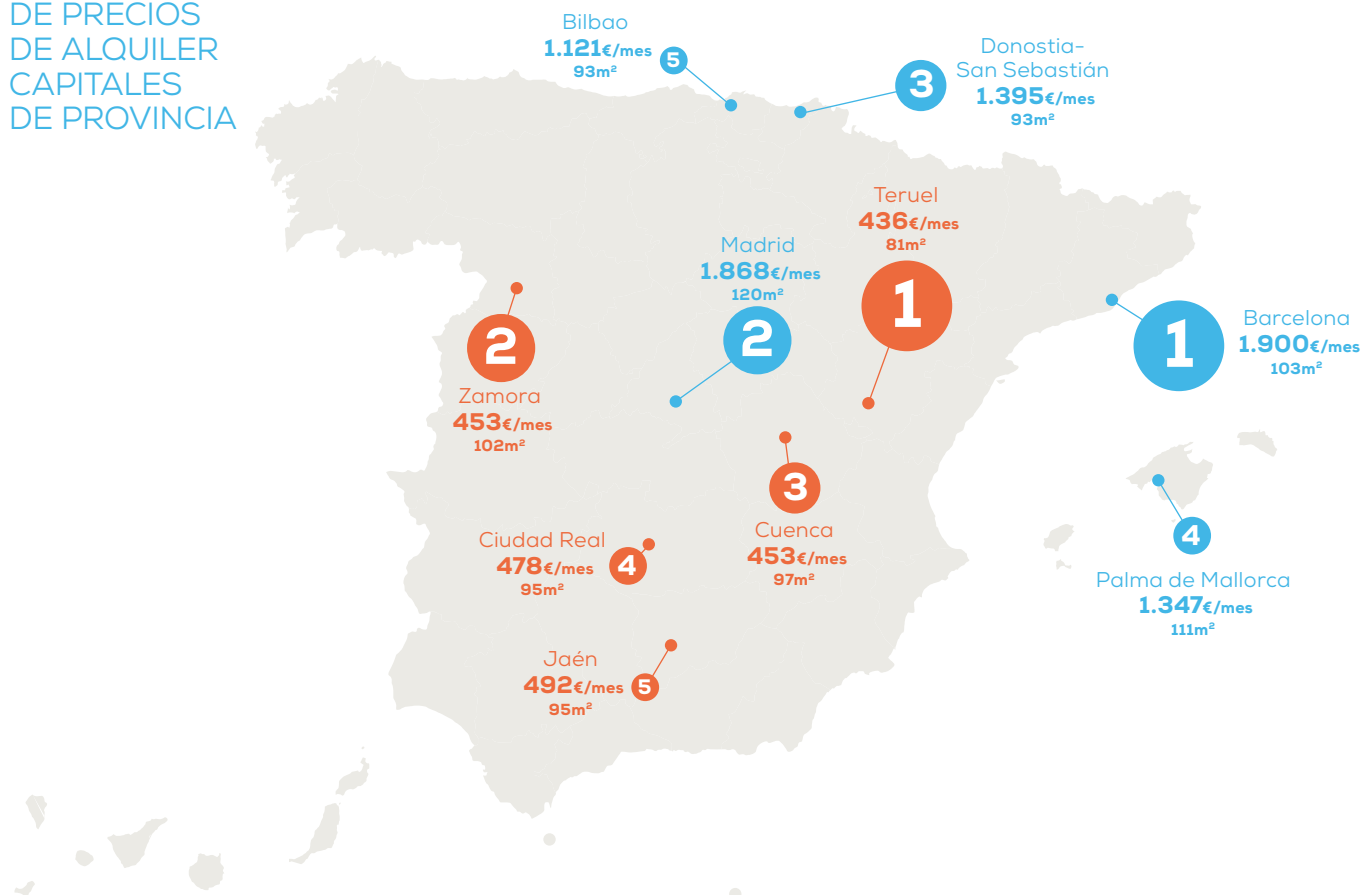 DE PRECIOS
DE ALQUILER
CAPITALES
DE PROVINCIA
Bilbao
1.121€/mes
93m²
5
Donostia-
San Sebastián
1.395€/mes
93m²
3
Teruel
436€/mes
81m²
1
Madrid
1.868€/mes
120m²
2
Barcelona
1.900€/mes
103m²
1
2
Zamora
453€/mes
102m²
3
Cuenca
453€/mes
97m²
4
Palma de Mallorca
1.347€/mes
111m²
Ciudad Real
478€/mes
95m²
4
Jaén
492€/mes
95m²
5